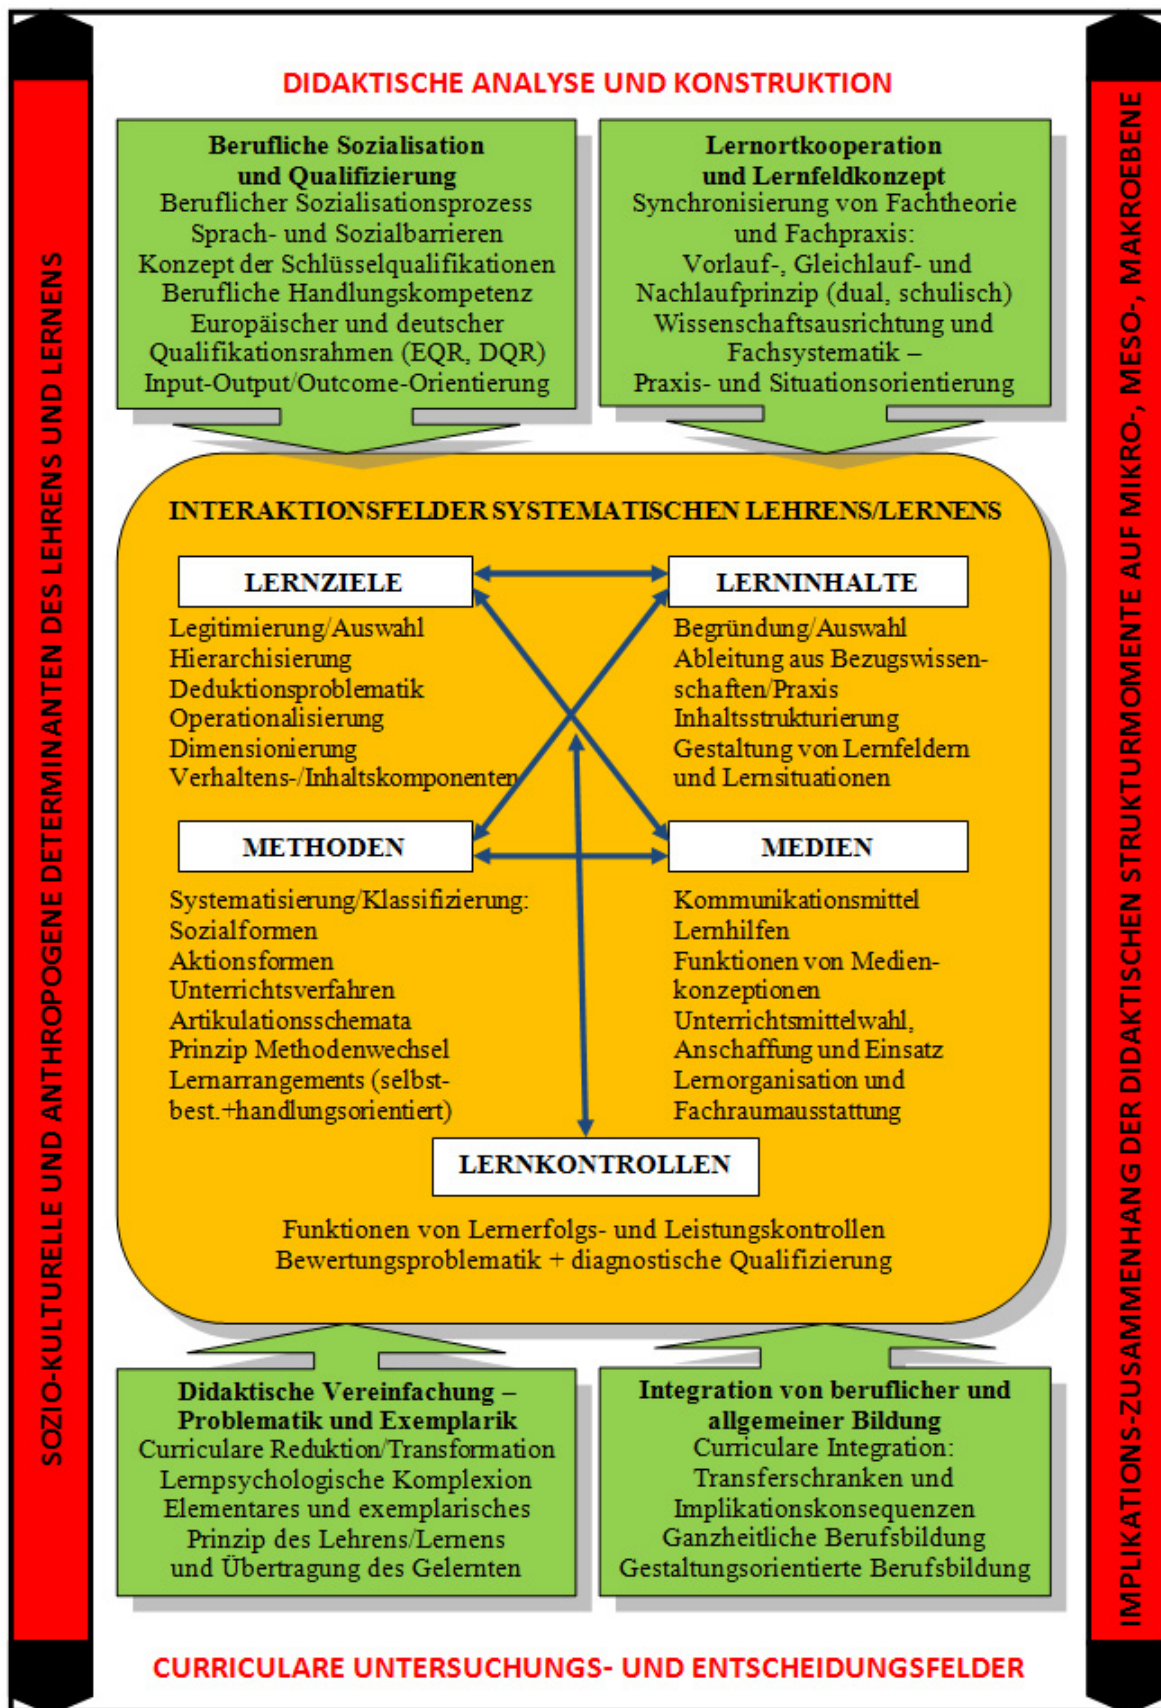 DIDAKTISCHE ANALYSE UND KONSTRUKTION
SOZIO-KULTURELLE UND ANTHROPOGENE DETERMINANTEN DES LEHRENS UND LERNENS
Berufliche Sozialisation
und Qualifizierung
Beruflicher Sozialisationsprozess
Sprach- und Sozialbarrieren
Konzept der Schlüsselqualifikationen
Berufliche Handlungskompetenz
Europäischer und deutscher
Qualifikationsrahmen (EQR, DQR)
Input-Output/Outcome-Orientierung
Lernortkooperation
und Lernfeldkonzept
Synchronisierung von Fachtheorie
und Fachpraxis:
Vorlauf-, Gleichlauf- und
Nachlaufprinzip (dual, schulisch)
Wissenschaftsausrichtung und
Fachsystematik –
Praxis- und Situationsorientierung
INTERAKTIONSFELDER SYSTEMATISCHEN LEHRENS/LERNENS
LERNZIELE
Legitimierung/Auswahl
Hierarchisierung
Deduktionsproblematik
Operationalisierung
Dimensionierung
Verhaltens-/Inhaltskomponenten
LERNINHALTE
Begründung/Auswahl
Ableitung aus Bezugswissen-
schaften/Praxis
Inhaltsstrukturierung
Gestaltung von Lernfeldern
und Lernsituationen
METHODEN
Systematisierung/Klassifizierung:
Sozialformen
Aktionsformen
Unterrichtsverfahren
Artikulationsschemata
Prinzip Methodenwechsel
Lernarrangements (selbst-
best.+handlungsorientiert)
MEDIEN
Kommunikationsmittel
Lernhilfen
Funktionen von Medien-
konzeptionen
Unterrichtsmittelwahl,
Anschaffung und Einsatz
Lernorganisation und
Fachraumausstattung
LERNKONTROLLEN
Funktionen von Lernerfolgs- und Leistungskontrollen
Bewertungsproblematik + diagnostische Qualifizierung
Didaktische Vereinfachung –
Problematik und Exemplarik
Curriculare Reduktion/Transformation
Lernpsychologische Komplexion
Elementares und exemplarisches
Prinzip des Lehrens/Lernens
und Übertragung des Gelernten
Integration von beruflicher und
allgemeiner Bildung
Curriculare Integration:
Transferschranken und
Implikationskonsequenzen
Ganzheitliche Berufsbildung
Gestaltungsorientierte Berufsbildung
IMPLIKATIONS-ZUSAMMENHANG DER DIDAKTISCHEN STRUKTURMOMENTE AUF MIKRO-, MESO-, MAKROEBENE
CURRICULARE UNTERSUCHUNGS- UND ENTSCHEIDUNGSFELDER